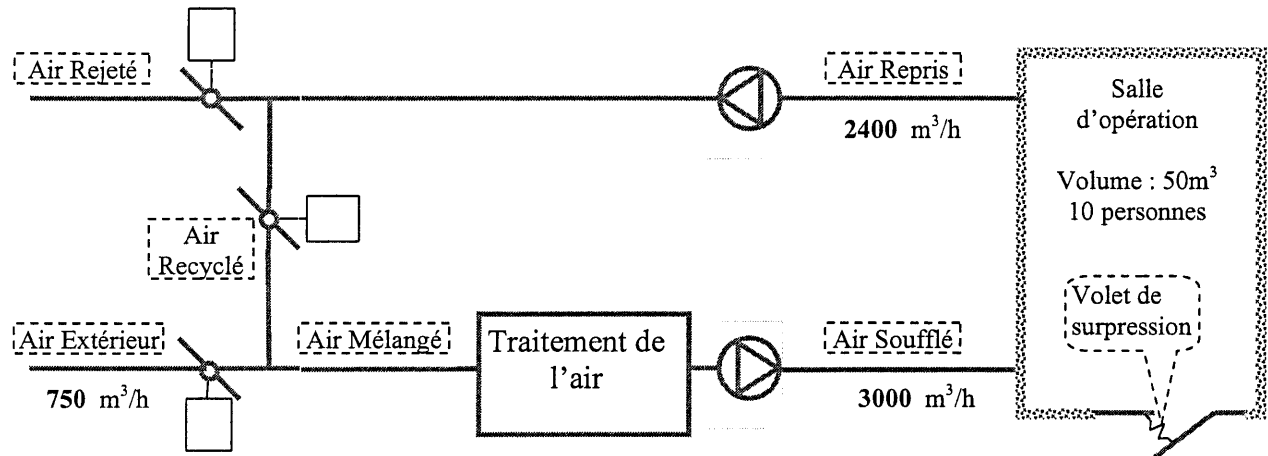 Air Rejeté
Air Repris
2400 m³/h
Salle
d'opération
Volume : 50m³
10 personnes
Air
Recyclé
Volet de
surpression
Air Extérieur
750 m³/h
Air Mélangé
Traitement de
l'air
Air Soufflé
3000 m³/h